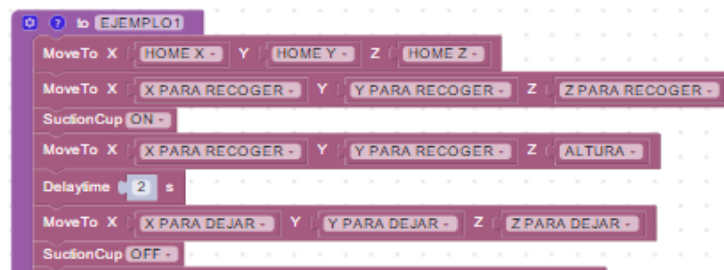 ? to EJEMPLO1
MoveTo X HOME X Y HOME Y Z HOME Z
MoveTo X X PARA RECOGER Y Y PARA RECOGER Z Z PARA RECOGER
SuctionCup ON
MoveTo X X PARA RECOGER Y Y PARA RECOGER Z ALTURA
Delaytime 2 s
MoveTo X X PARA DEJAR Y Y PARA DEJAR Z Z PARA DEJAR
SuctionCup OFF